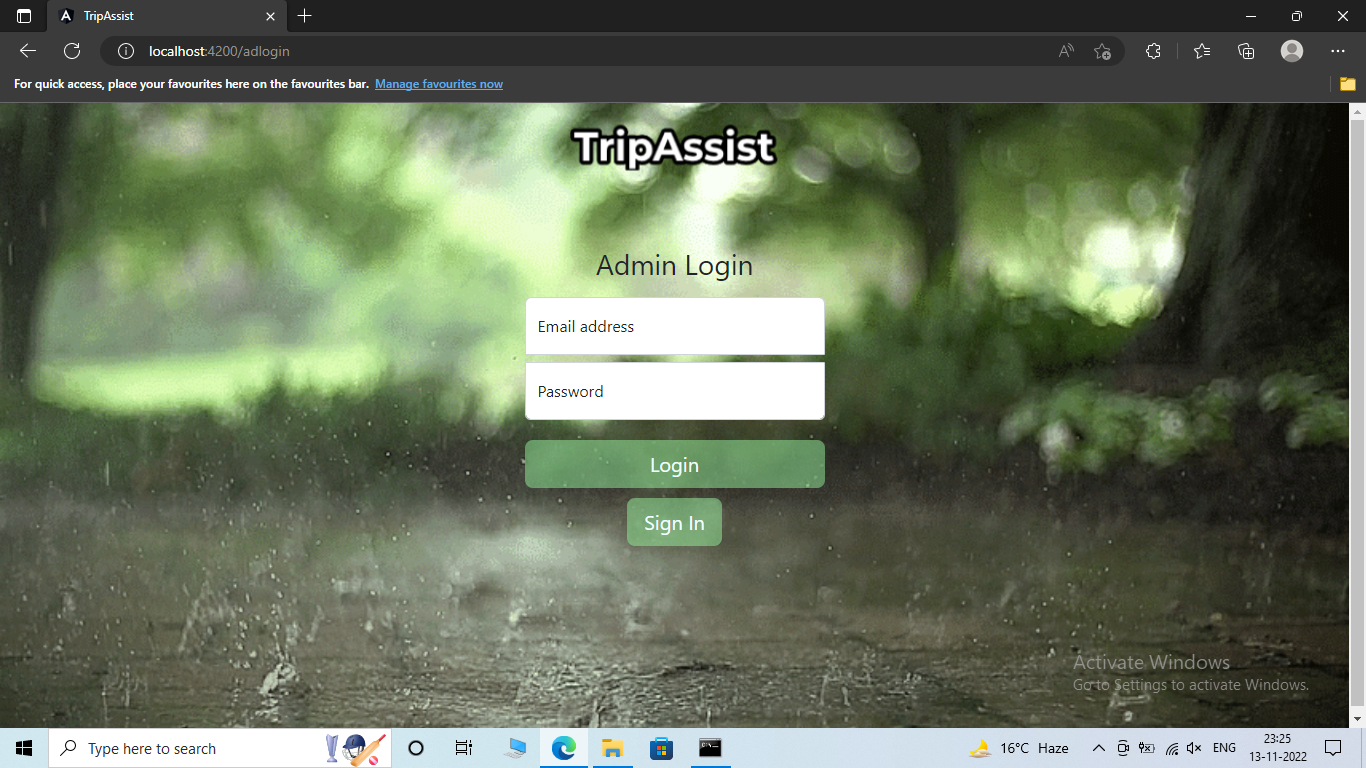 TripAssist
localhost:4200/adlogin
For quick access, place your favourites here on the favourites bar. Manage favourites now
TripAssist
Admin Login
Email address
Password
Login
Sign In
Activate Windows
Go to Settings to activate Windows.
Type here to search
16°C Haze
ENG
23:25
13-11-2022